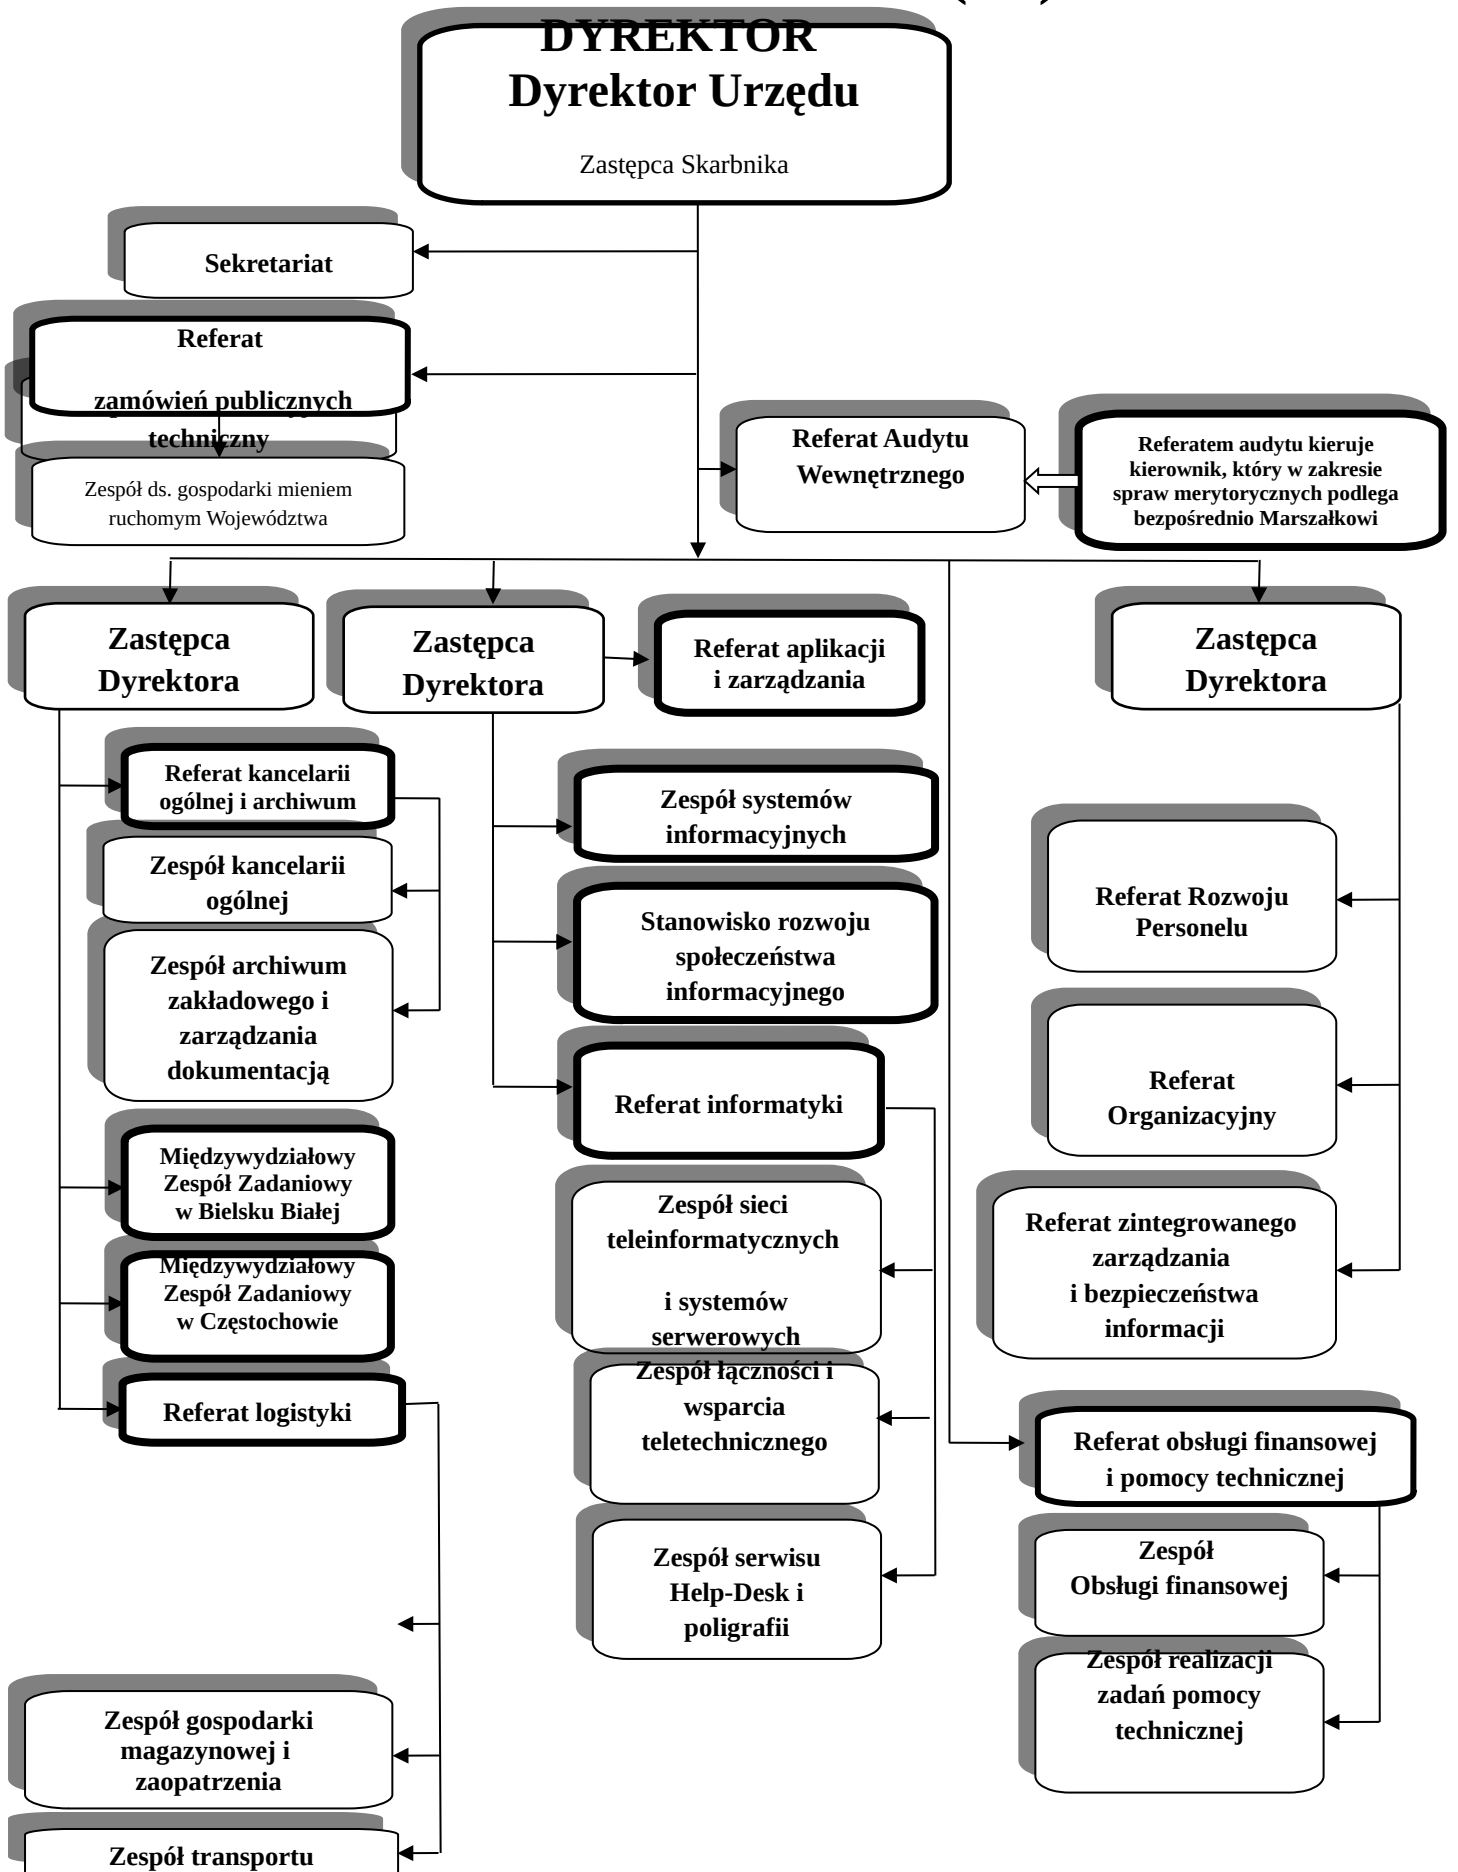 DYREKTOR
Dyrektor Urzędu
Zastępca Skarbnika
Sekretariat
Referat
zamówień publicznych
techniczny
Zespół ds. gospodarki mieniem
ruchomym Województwa
Referat Audytu
Wewnętrznego
Referatem audytu kieruje
kierownik, który w zakresie
spraw merytorycznych podlega
bezpośrednio Marszałkowi
Zastępca
Dyrektora
Zastępca
Dyrektora
Referat aplikacji
i zarządzania
Zastępca
Dyrektora
Referat kancelarii
ogólnej i archiwum
Zespół kancelarii
ogólnej
Zespół archiwum
zakładowego i
zarządzania
dokumentacją
Międzywydziałowy
Zespół Zadaniowy
w Bielsku Białej
Międzywydziałowy
Zespół Zadaniowy
w Częstochowie
Referat logistyki
Zespół gospodarki
magazynowej i
zaopatrzenia
Zespół transportu
Zespół systemów
informacyjnych
Stanowisko rozwoju
społeczeństwa
informacyjnego
Referat informatyki
Zespół sieci
teleinformatycznych
i systemów
serwerowych
Zespół łączności i
wsparcia
teletechnicznego
Zespół serwisu
Help-Desk i
poligrafii
Referat Rozwoju
Personelu
Referat
Organizacyjny
Referat zintegrowanego
zarządzania
i bezpieczeństwa
informacji
Referat obsługi finansowej
i pomocy technicznej
Zespół
Obsługi finansowej
Zespół realizacji
zadań pomocy
technicznej